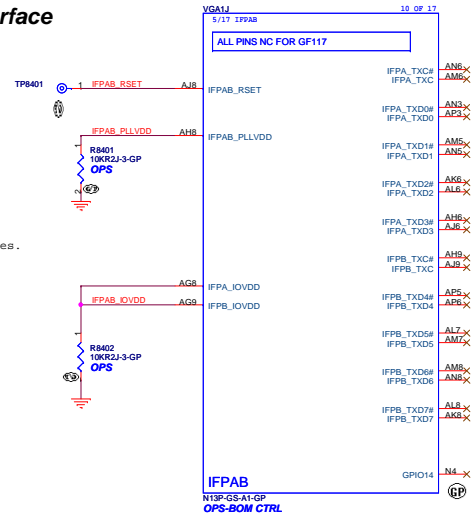 rface
VGA1J
10 OF 17
5/17 IFPAB
ALL PINS NC FOR GF117
TP8401
1
IFPAB_RSET
AJ8
IFPAB_RSET
IFPAB_PLLVDD
AH8
IFPAB_PLLVDD
1
R8401
10KR2J-3-GP
OPS
2
es.
AG8
IFPA_IOVDD
IFPAB_IOVDD
AG9
IFPB_IOVDD
1
R8402
10KR2J-3-GP
OPS
IFPA_TXC#
AN6
IFPA_TXC
AM6
IFPA_TXD0#
AN3
IFPA_TXD0
AP3
IFPA_TXD1#
AM5
IFPA_TXD1
AN5
IFPA_TXD2#
AK6
IFPA_TXD2
AL6
IFPA_TXD3#
AH6
IFPA_TXD3
AJ6
IFPB_TXC#
AH9
IFPB_TXC
AJ9
IFPB_TXD4#
AP5
IFPB_TXD4
AP6
IFPB_TXD5#
AL7
IFPB_TXD5
AM7
IFPB_TXD6#
AM8
IFPB_TXD6
AN8
IFPB_TXD7#
AL8
IFPB_TXD7
AK8
GPIO14
N4
IFPAB
GP
N13P-GS-A1-GP
OPS-BOM CTRL